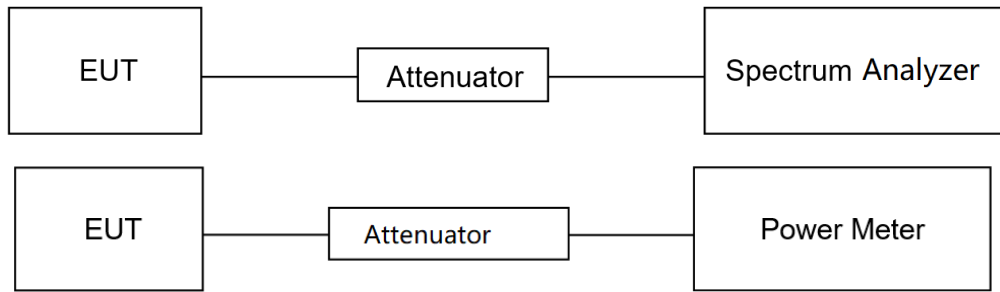 EUT
Attenuator
Spectrum Analyzer
EUT
Attenuator
Power Meter